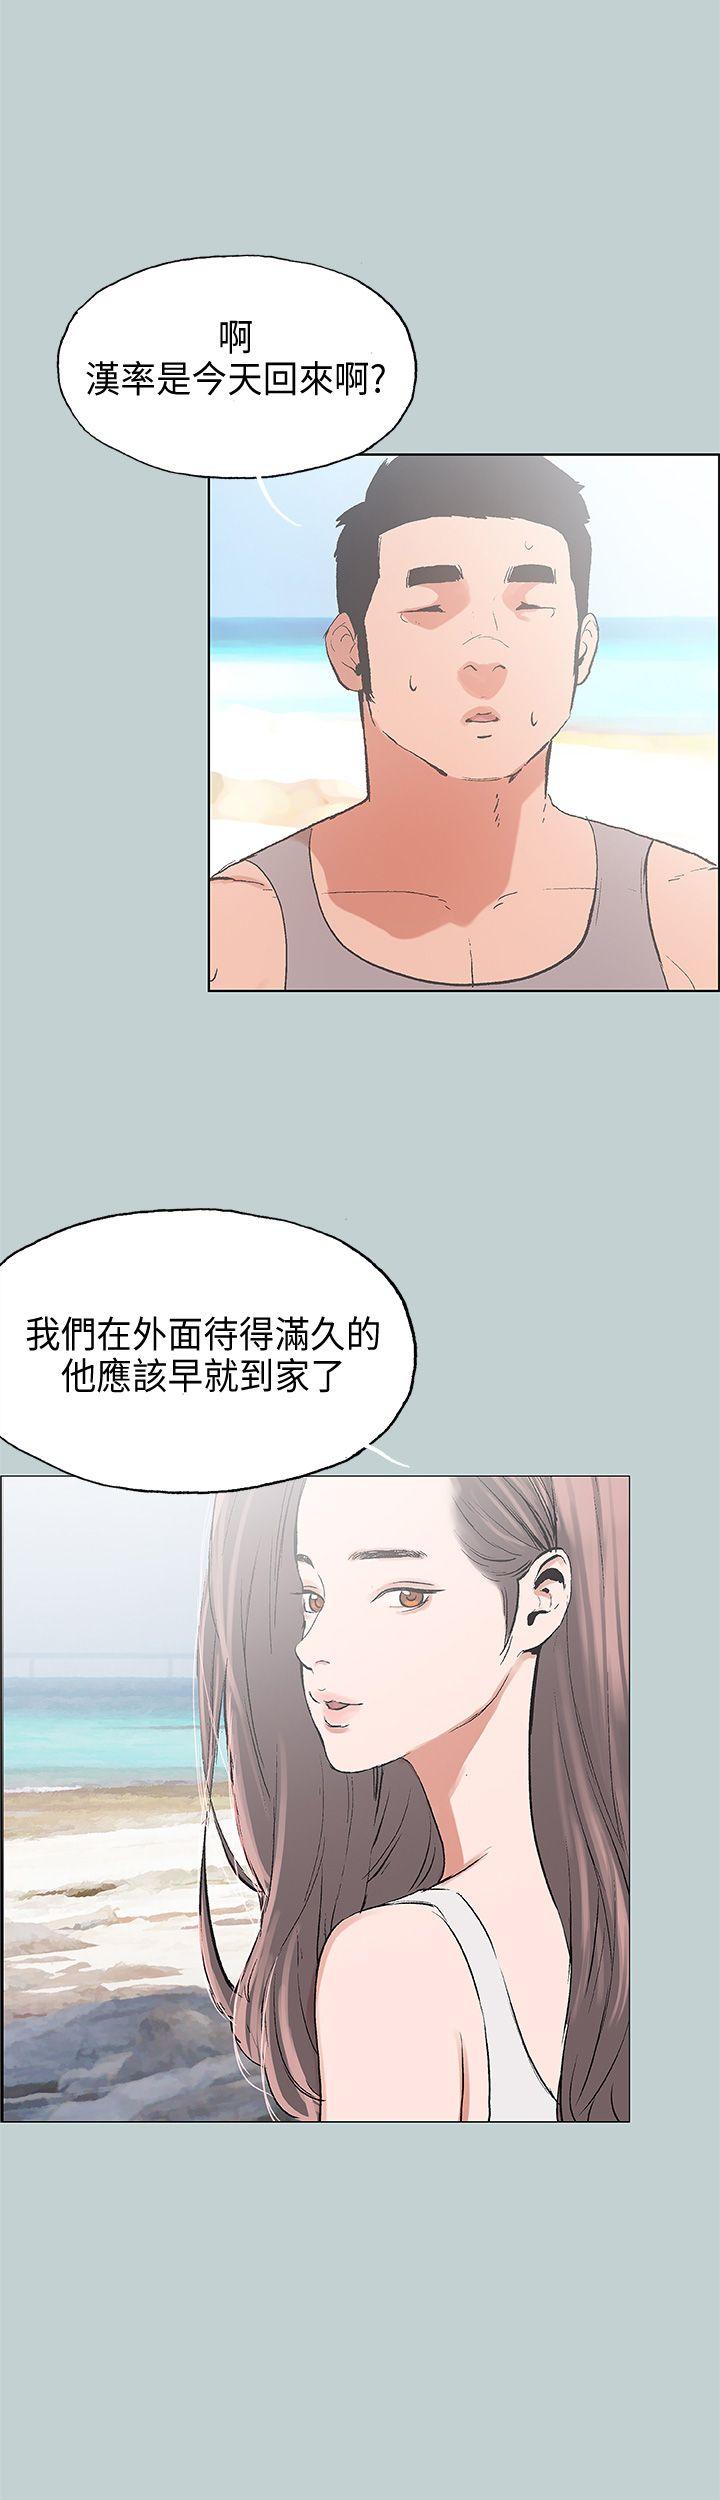 啊
漢率是今天回來啊?
我們在外面待得滿久的
他應該早就到家了